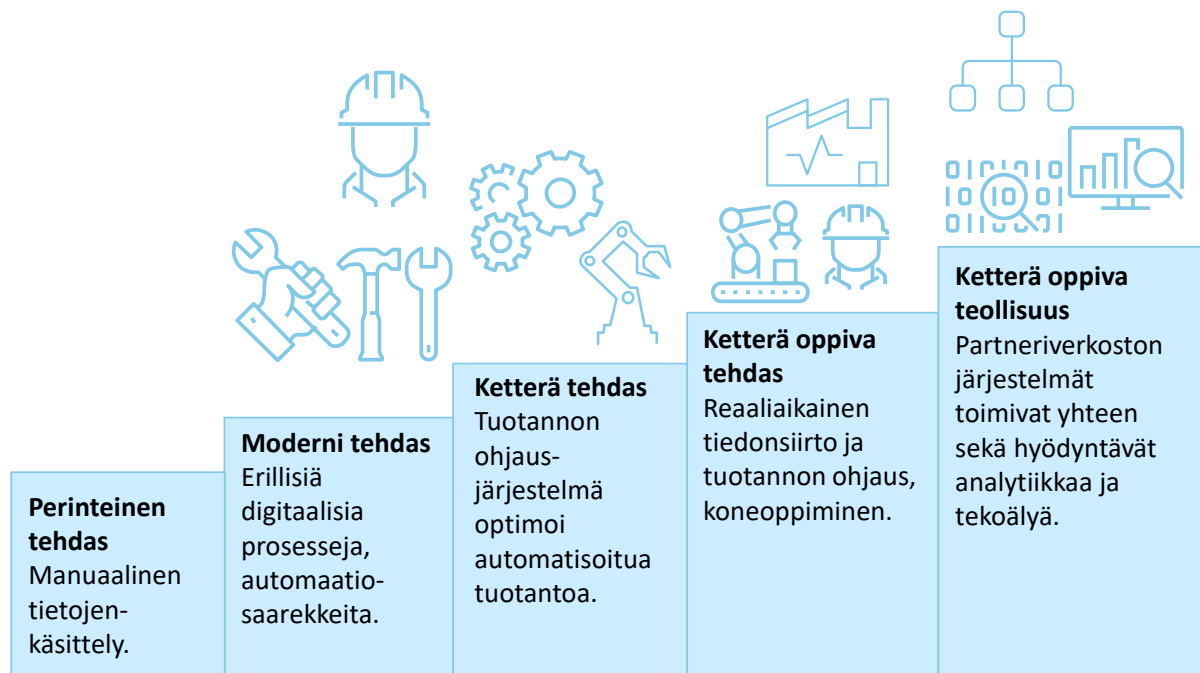 Perinteinen
tehdas
Manuaalinen
tietojen-
käsittely.
Moderni tehdas
Erillisiä
digitaalisia
prosesseja,
automaatio-
saarekkeita.
Ketterä tehdas
Tuotannon
ohjaus-
järjestelmä
optimoi
automatisoitua
tuotantoa.
Ketterä oppiva
tehdas
Reaaliaikainen
tiedonsiirto ja
tuotannon ohjaus,
koneoppiminen.
Ketterä oppiva
teollisuus
Partneriverkoston
järjestelmät
toimivat yhteen
sekä hyödyntävät
analytiikkaa ja
tekoälyä.